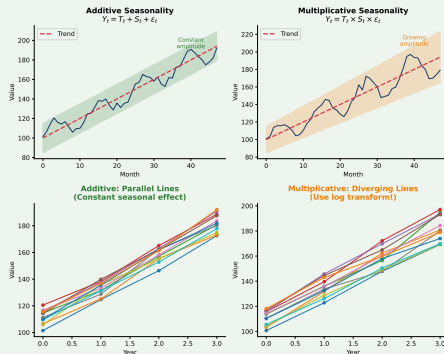 Additive Seasonality
Yₜ = Tₜ + Sₜ + εₜ
Trend
Constant
amplitude
Value
200
180
160
140
120
100
80
0
10
20
30
40
Month
Multiplicative Seasonality
Yₜ = Tₜ × Sₜ × εₜ
Trend
Growing
amplitude
Value
220
200
180
160
140
120
100
80
0
10
20
30
40
Month
Additive: Parallel Lines
(Constant seasonal effect)
Value
180
160
140
120
100
0.0
0.5
1.0
1.5
2.0
2.5
3.0
Year
Multiplicative: Diverging Lines
(Use log transform!)
Value
200
180
160
140
120
100
0.0
0.5
1.0
1.5
2.0
2.5
3.0
Year